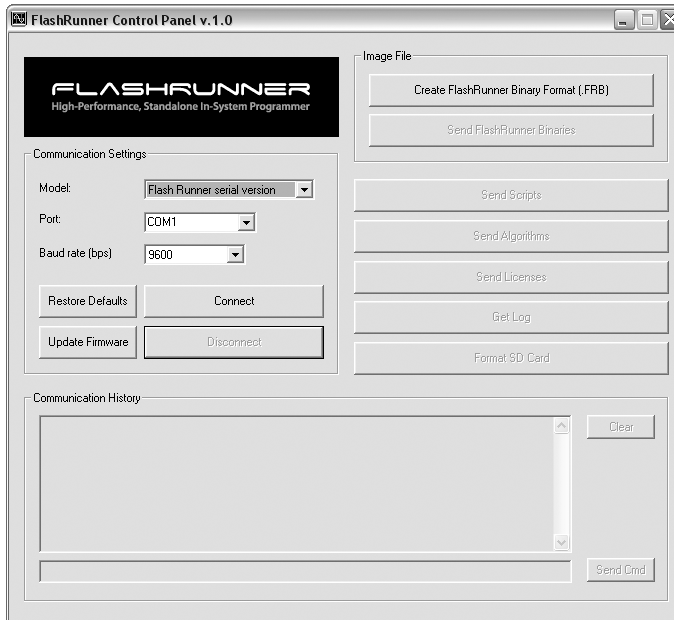 FlashRunner Control Panel v.1.0
FLASHRUNNER
High-Performance, Standalone In-System Programmer
Image File
Create FlashRunner Binary Format (.FRB)
Send FlashRunner Binaries
Communication Settings
Model:
Flash Runner serial version
Port:
COM1
Baud rate (bps)
9600
Restore Defaults
Connect
Update Firmware
Disconnect
Send Scripts
Send Algorithms
Send Licenses
Get Log
Format SD Card
Communication History
Clear
Send Cmd